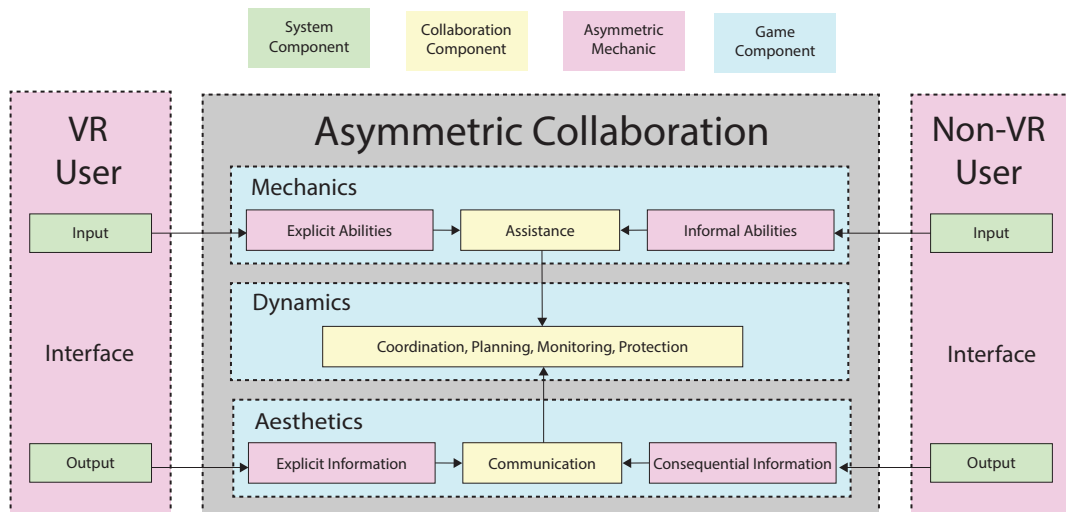 System
Component
Collaboration
Component
Asymmetric
Mechanic
Game
Component
VR
User
Input
Interface
Output
Asymmetric Collaboration
Mechanics
Explicit Abilities
Assistance
Informal Abilities
Dynamics
Coordination, Planning, Monitoring, Protection
Aesthetics
Explicit Information
Communication
Consequential Information
Non-VR
User
Input
Interface
Output